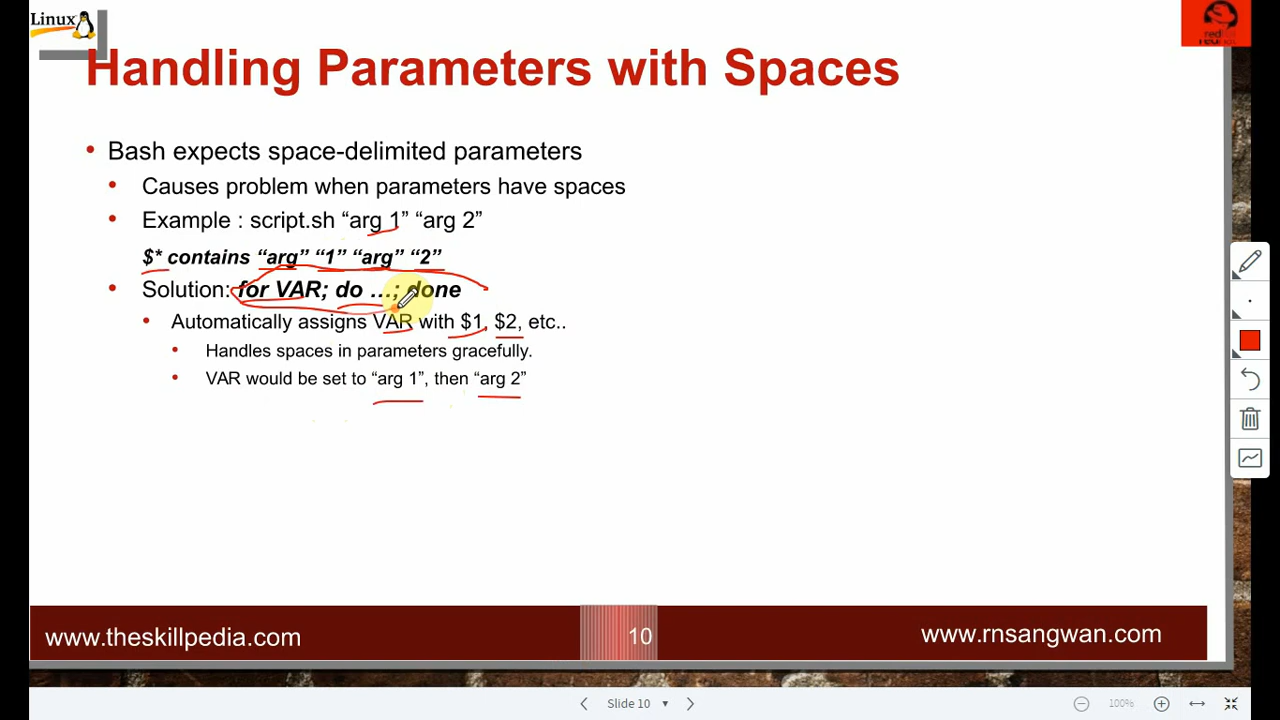 Linux
redhat
Handling Parameters with Spaces
• Bash expects space-delimited parameters
• Causes problem when parameters have spaces
• Example : script.sh “arg 1” “arg 2”
$* contains “arg” “1” “arg” “2”
• Solution: for VAR; do …; done
• Automatically assigns VAR with $1, $2, etc..
• Handles spaces in parameters gracefully.
• VAR would be set to “arg 1”, then “arg 2”
www.theskillpedia.com
10
www.rnsangwan.com
Slide 10
100%